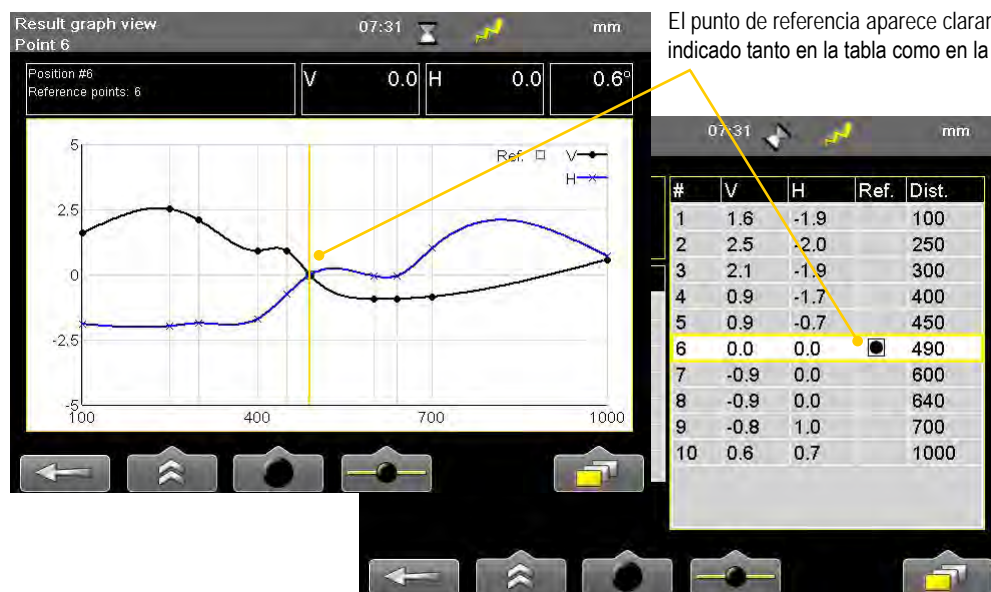 Result graph view 07:31 mm
Point 6
El punto de referencia aparece
indicado tanto en la tabla como en la
Position #6
Reference points: 6
V 0.0 H 0.0 0.6°
5
2.5
0
-2.5
-5
Ref. V
H
100 400 700 1000
07:31 mm
# V H Ref. Dist.
1 1.6 -1.9 100
2 2.5 -2.0 250
3 2.1 -1.9 300
4 0.9 -1.7 400
5 0.9 -0.7 450
6 0.0 0.0 490
7 -0.9 0.0 600
8 -0.9 0.0 640
9 -0.8 1.0 700
10 0.6 0.7 1000